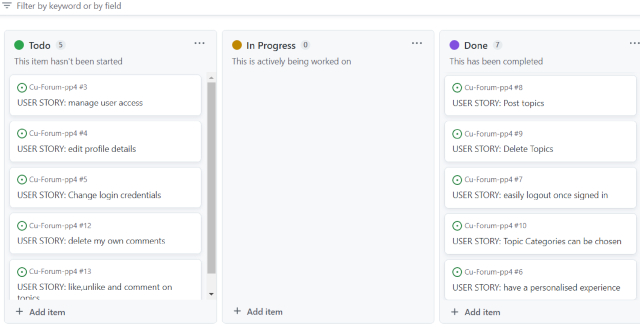 Filter by keyword or by field
Todo 5
This item hasn't been started
Cu-Forum-pp4 #3
USER STORY: manage user access
Cu-Forum-pp4 #4
USER STORY: edit profile details
Cu-Forum-pp4 #5
USER STORY: Change login credentials
Cu-Forum-pp4 #12
USER STORY: delete my own comments
Cu-Forum-pp4 #13
USER STORY: like,unlike and comment on
topics
+ Add item
In Progress 0
This is actively being worked on
+ Add item
Done 7
This has been completed
Cu-Forum-pp4 #8
USER STORY: Post topics
Cu-Forum-pp4 #9
USER STORY: Delete Topics
Cu-Forum-pp4 #7
USER STORY: easily logout once signed in
Cu-Forum-pp4 #10
USER STORY: Topic Categories can be chosen
Cu-Forum-pp4 #6
USER STORY: have a personalised experience
+ Add item